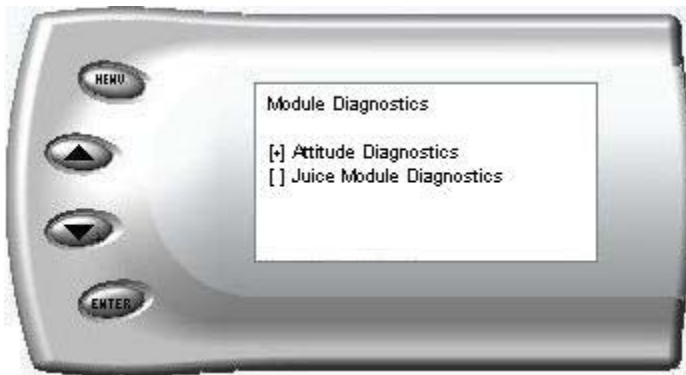 MENU
Module Diagnostics
[+] Attitude Diagnostics
[ ] Juice Module Diagnostics
ENTER